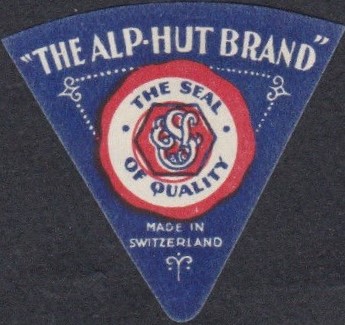 "THE ALP-HUT BRAND"
THE SEAL
OF QUALITY
MADE IN
SWITZERLAND